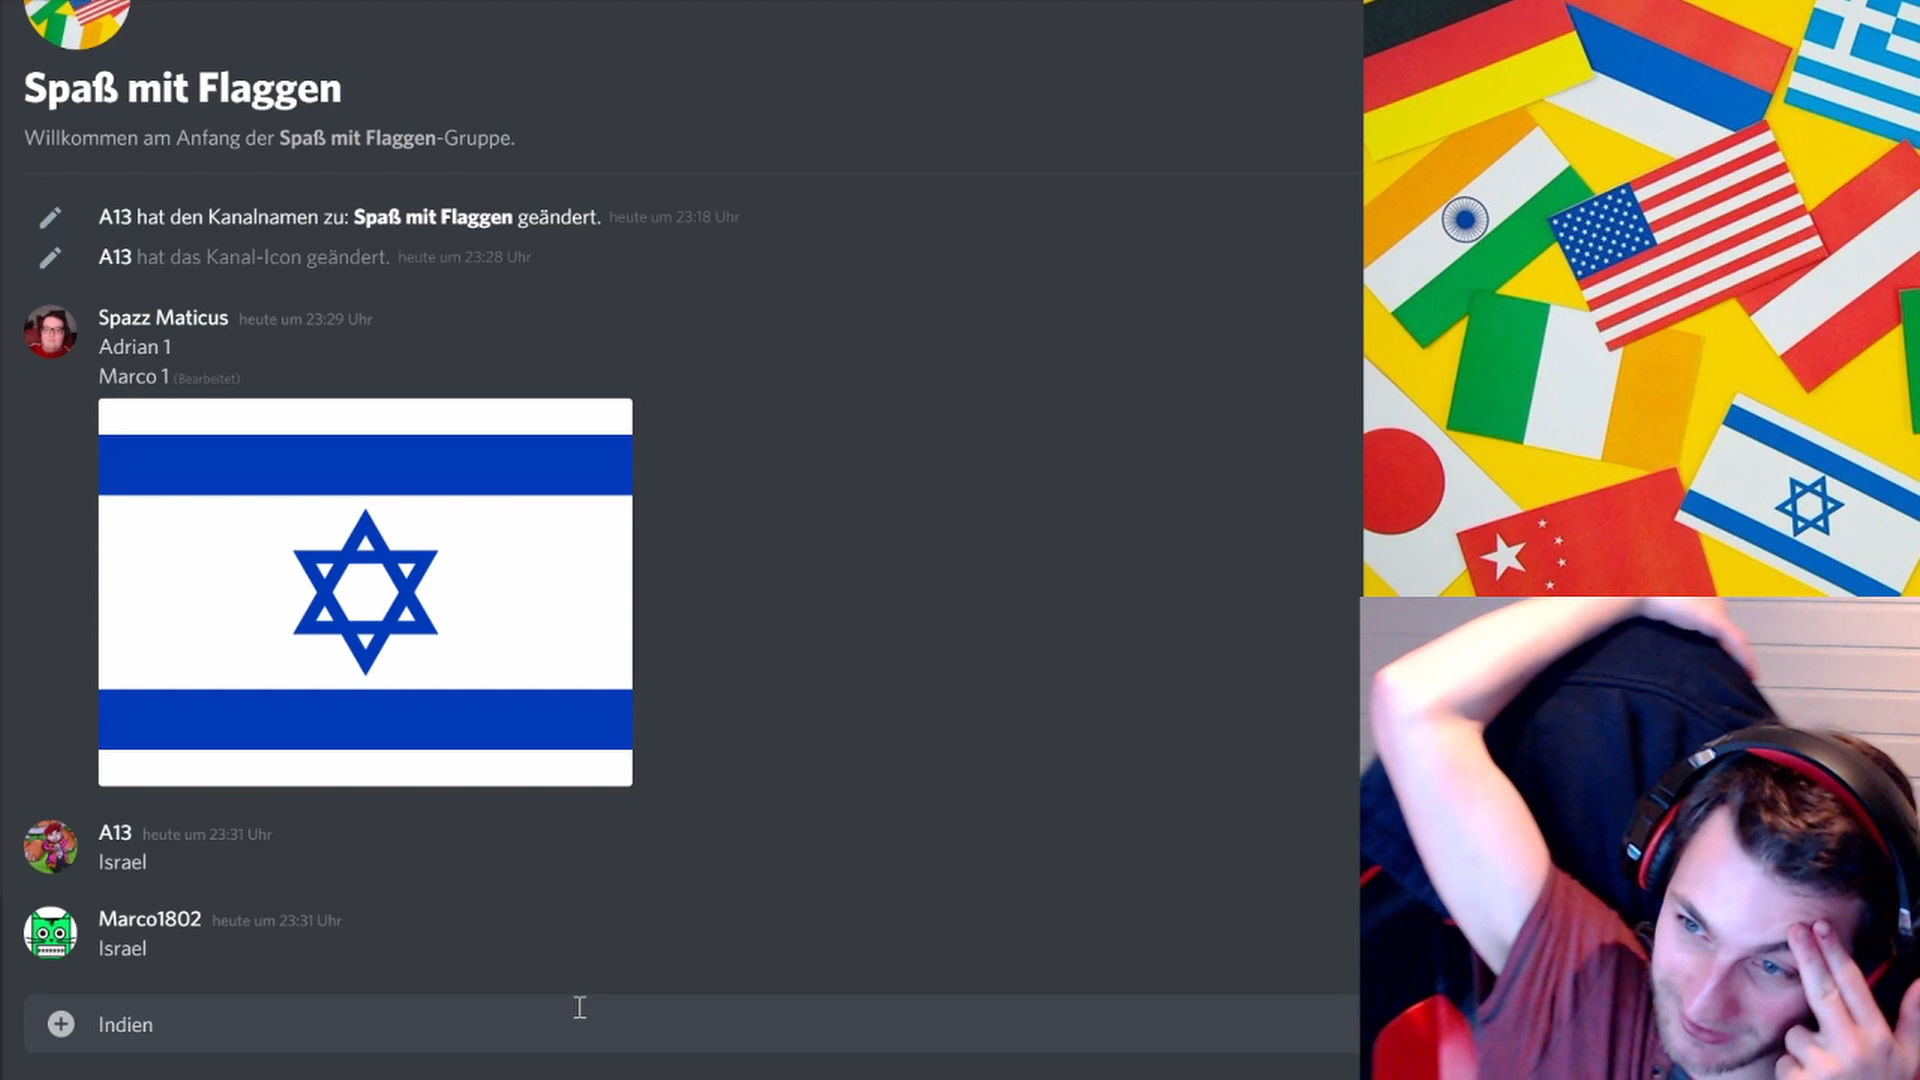 Spaß mit Flaggen
Willkommen am Anfang der Spaß mit Flaggen-Gruppe.
A13 hat den Kanalnamen zu: Spaß mit Flaggen geändert. heute um 23:18 Uhr
A13 hat das Kanal-Icon geändert. heute um 23:28 Uhr
Spazz Maticus heute um 23:29 Uhr
Adrian 1
Marco 1 (Bearbeitet)
A13 heute um 23:31 Uhr
Israel
Marco1802 heute um 23:31 Uhr
Israel
Indien